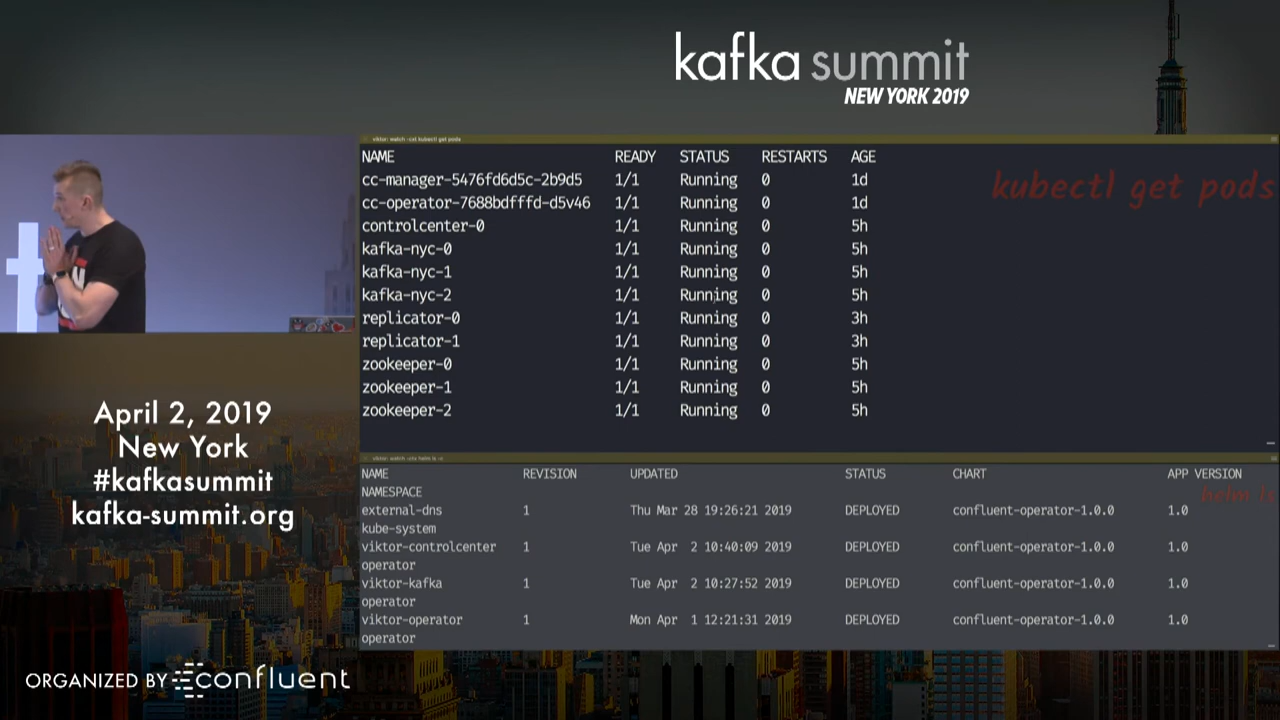 kafka summit
NEW YORK 2019
viktor: watch -cxt kubectl get pods
NAME READY STATUS RESTARTS AGE
cc-manager-5476fd6d5c-2b9d5 1/1 Running 0 1d
cc-operator-7688bdfffd-d5v46 1/1 Running 0 1d
controlcenter-0 1/1 Running 0 5h
kafka-nyc-0 1/1 Running 0 5h
kafka-nyc-1 1/1 Running 0 5h
kafka-nyc-2 1/1 Running 0 5h
replicator-0 1/1 Running 0 3h
replicator-1 1/1 Running 0 3h
zookeeper-0 1/1 Running 0 5h
zookeeper-1 1/1 Running 0 5h
zookeeper-2 1/1 Running 0 5h
kubectl get pods
NAME REVISION UPDATED STATUS CHART APP VERSION
NAMESPACE
helm ls
external-dns 1 Thu Mar 28 19:26:21 2019 DEPLOYED confluent-operator-1.0.0 1.0
kube-system
viktor-controlcenter 1 Tue Apr 2 10:40:09 2019 DEPLOYED confluent-operator-1.0.0 1.0
operator
viktor-kafka 1 Tue Apr 2 10:27:52 2019 DEPLOYED confluent-operator-1.0.0 1.0
operator
viktor-operator 1 Mon Apr 1 12:21:31 2019 DEPLOYED confluent-operator-1.0.0 1.0
operator
April 2, 2019
New York
#kafkasummit
kafka-summit.org
ORGANIZED BY confluent